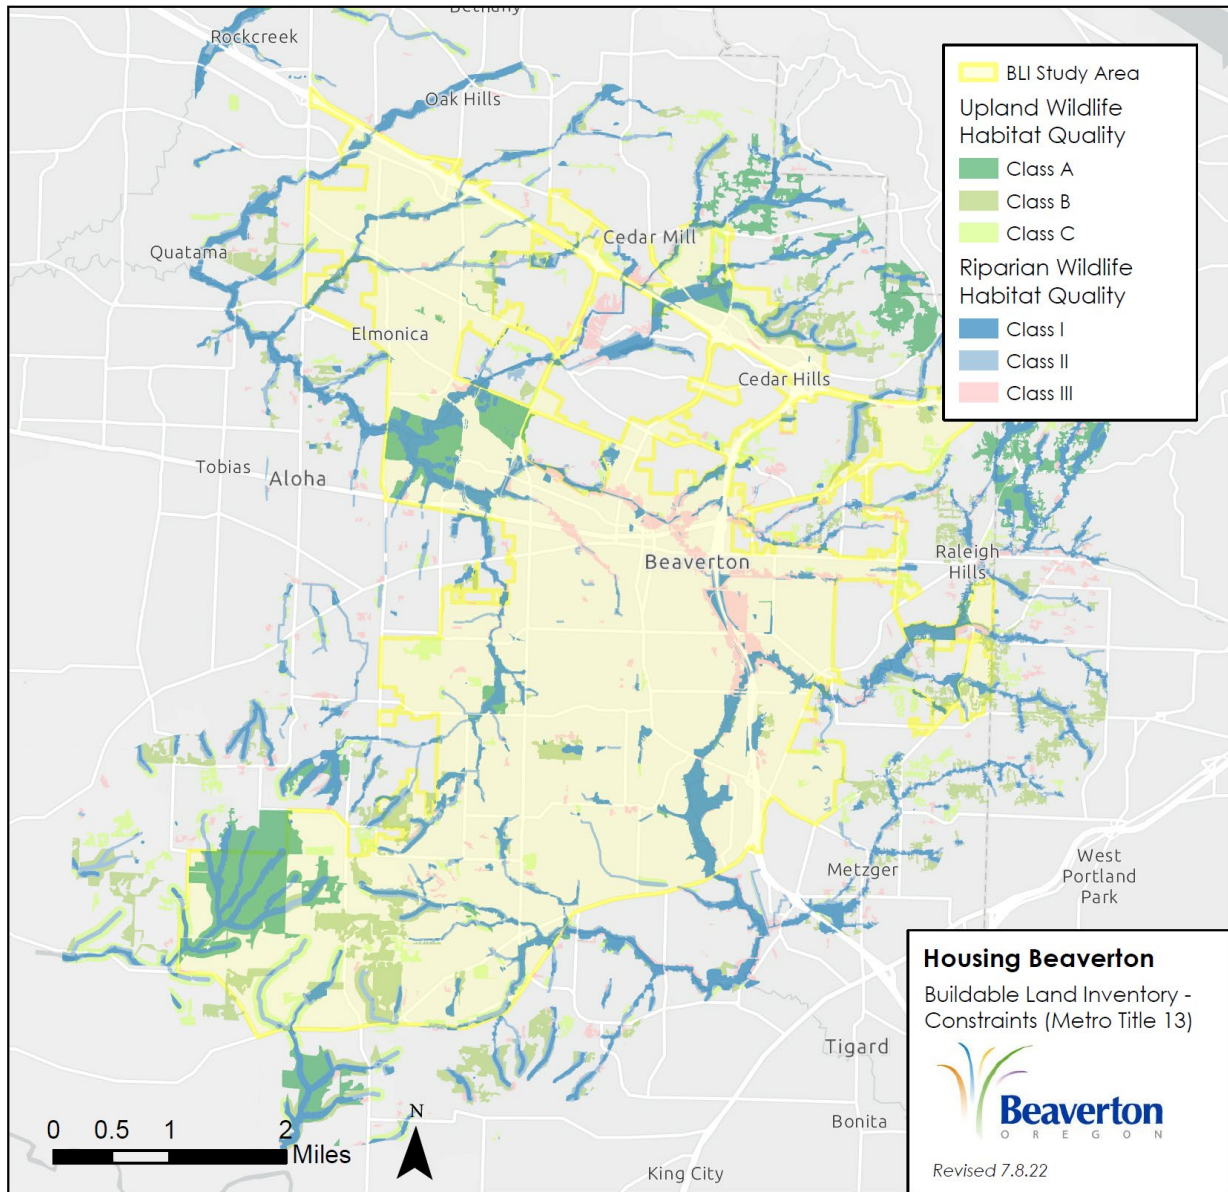 Bethany
Rockcreek
Oak Hills
BLI Study Area
Upland Wildlife
Habitat Quality
Class A
Class B
Class C
Riparian Wildlife
Habitat Quality
Class I
Class II
Class III
Quatama
Cedar Mill
Elmonica
Cedar Hills
Tobias
Aloha
Beaverton
Raleigh
Hills
Metzger
West
Portland
Park
Housing Beaverton
Buildable Land Inventory -
Constraints (Metro Title 13)
Beaverton
OREGON
Revised 7.8.22
Tigard
Bonita
King City
N
0 0.5 1 2
Miles